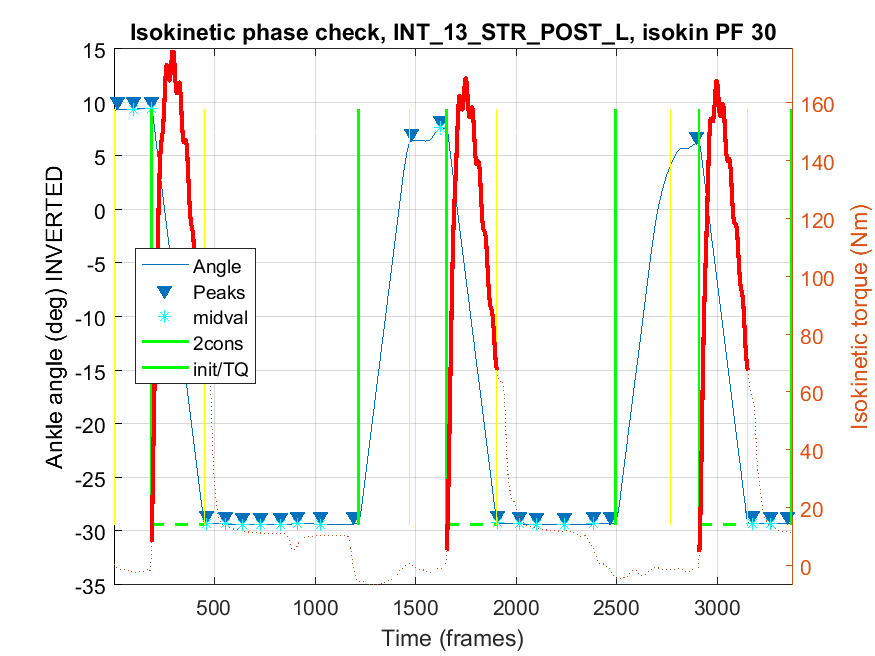 Isokinetic phase check, INT_13_STR_POST_L, isokin PF 30
Ankle angle (deg) INVERTED
15
10
5
0
-5
-10
-15
-20
-25
-30
-35
Angle
Peaks
midval
2cons
init/TQ
160
140
120
100
80
60
40
20
0
Isokinetic torque (Nm)
500
1000
1500
2000
2500
3000
Time (frames)